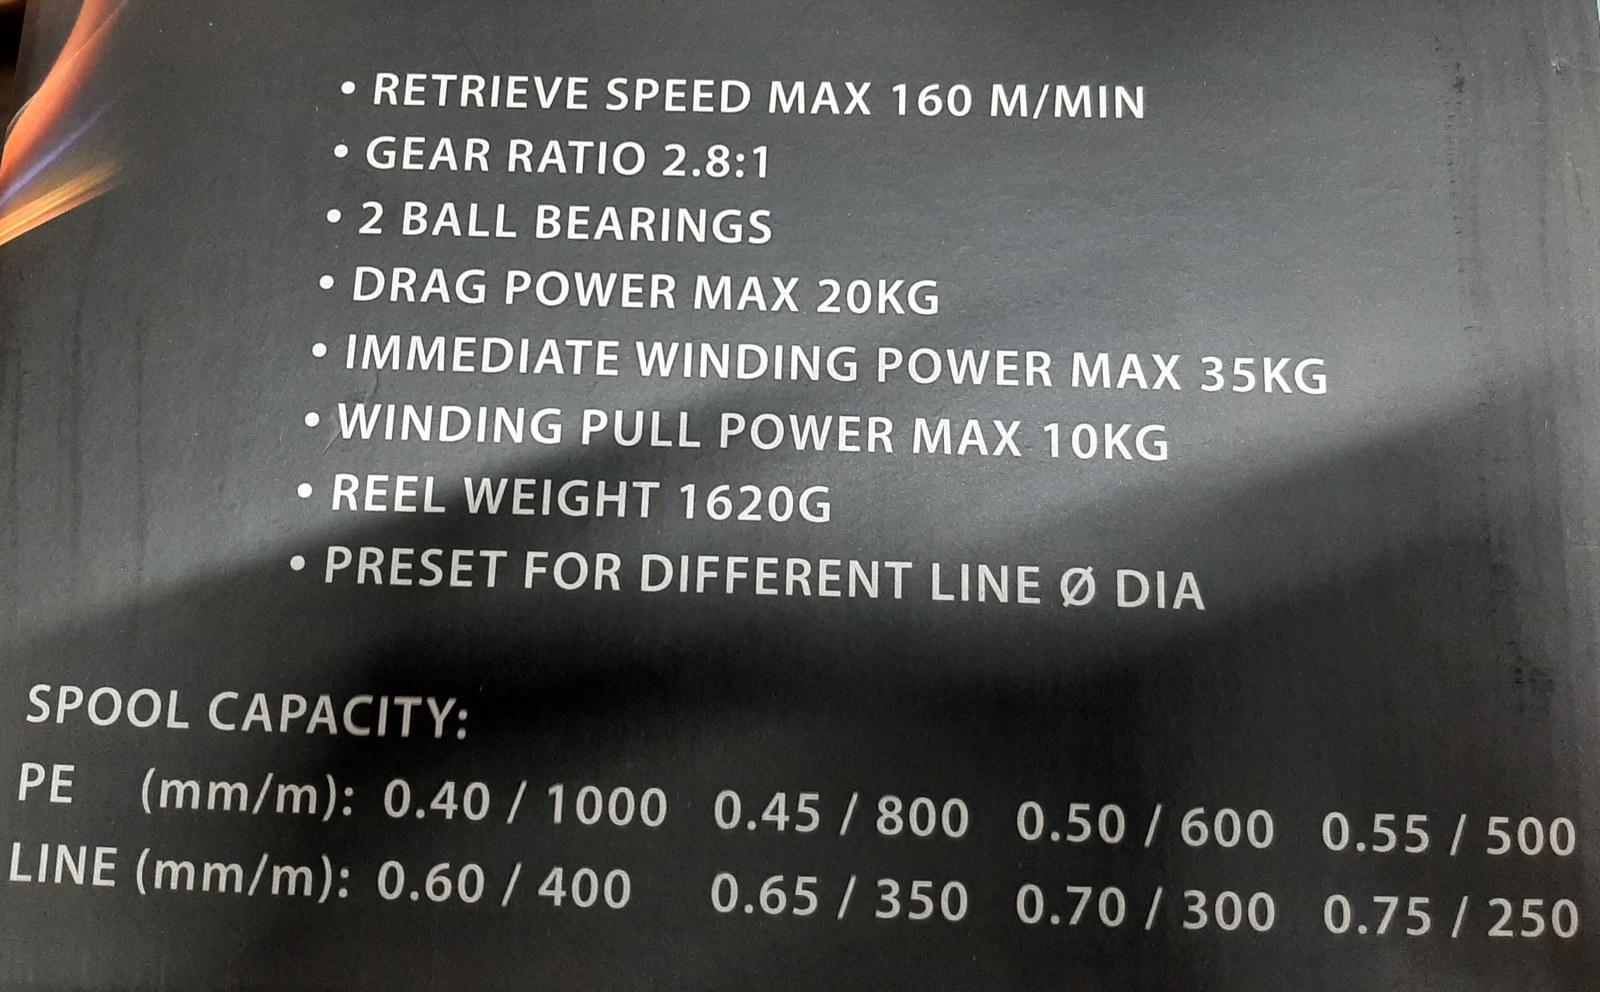 • RETRIEVE SPEED MAX 160 M/MIN
• GEAR RATIO 2.8:1
• 2 BALL BEARINGS
• DRAG POWER MAX 20KG
• IMMEDIATE WINDING POWER MAX 35KG
• WINDING PULL POWER MAX 10KG
• REEL WEIGHT 1620G
• PRESET FOR DIFFERENT LINE Ø DIA
SPOOL CAPACITY:
PE (mm/m): 0.40 / 1000 0.45 / 800 0.50 / 600 0.55 / 500
LINE (mm/m): 0.60 / 400 0.65 / 350 0.70 / 300 0.75 / 250